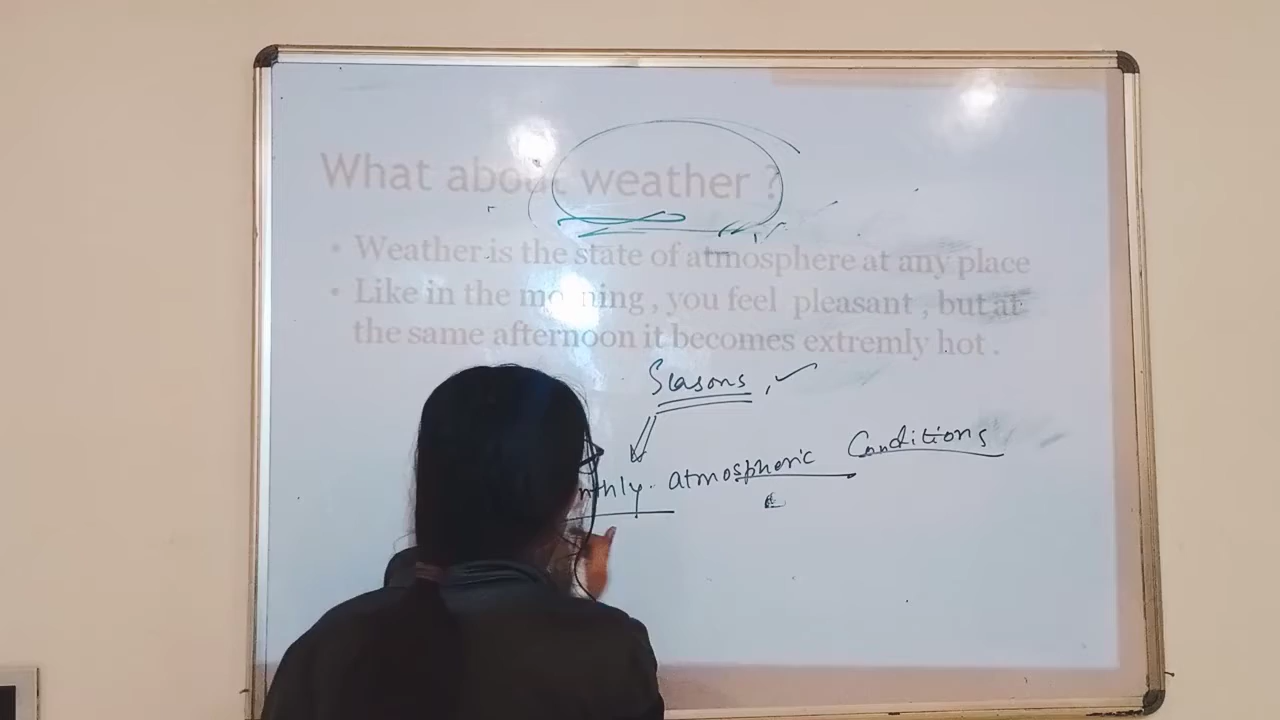 What about weather ?
• Weather is the state of atmosphere at any place
• Like in the morning, you feel pleasant, but at
the same afternoon it becomes extremly hot.
Seasons, ✓
nthly. atmospheric Conditions